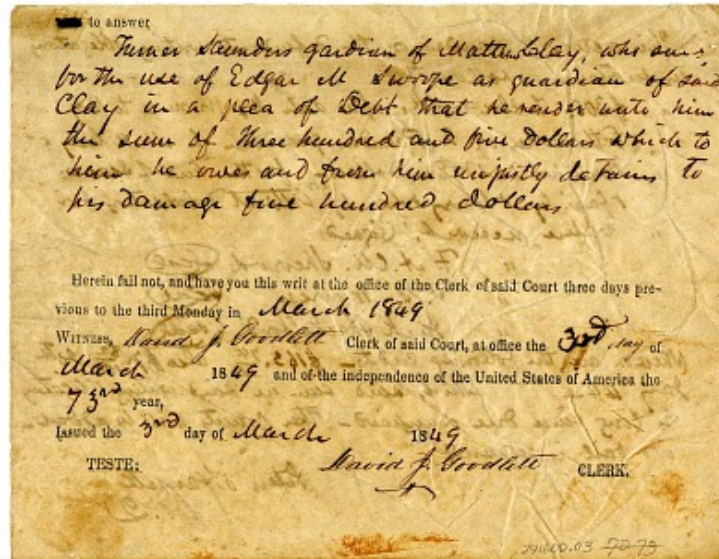 to answer
Turner Saunders gardian of Matthew Clay, who sues
for the use of Edgar M Swoope as guardian of said
Clay in a plea of Debt that he render unto him
the sum of Three hundred and five Dollars which to
him he owes and from him unjustly detains to
his damage five hundred dollars
Herein fail not, and have you this writ at the office of the Clerk of said Court three days pre-
vious to the third Monday in March 1849
WITNESS, David J. Goodlett Clerk of said Court, at office the 3rd day of
March 1849 and of the independence of the United States of America the
73rd year,
Issued the 3rd day of March 1849
TESTE: David J. Goodlett CLERK.